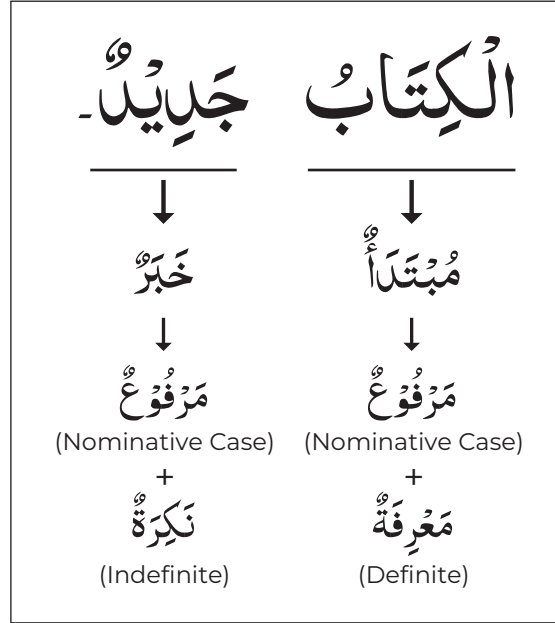 الْكِتَابُ جَدِيْدٌ۔
مُبْتَدَأٌ خَبَرٌ
مَرْفُوْعٌ مَرْفُوْعٌ
(Nominative Case) (Nominative Case)
+ +
مَعْرِفَةٌ نَكِرَةٌ
(Definite) (Indefinite)